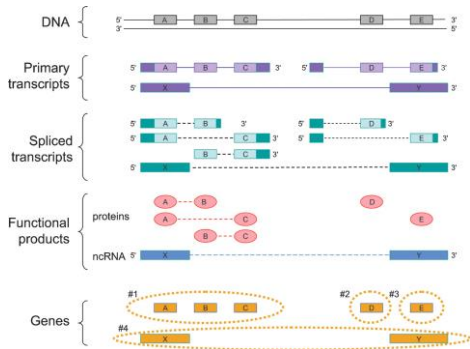 DNA
5'
3'
A B C D E
5'
3'
Primary
transcripts
5' A B C 3' 5' D E 3'
5' X Y 3'
Spliced
transcripts
5' A B 3' 5' D 3'
5' A C 3' 5' E 3'
B C 3'
5' X Y 3'
Functional
products
proteins
A B D
A C E
B C
ncRNA
X Y
Genes
#1 #2 #3
A B C D E
#4
X Y